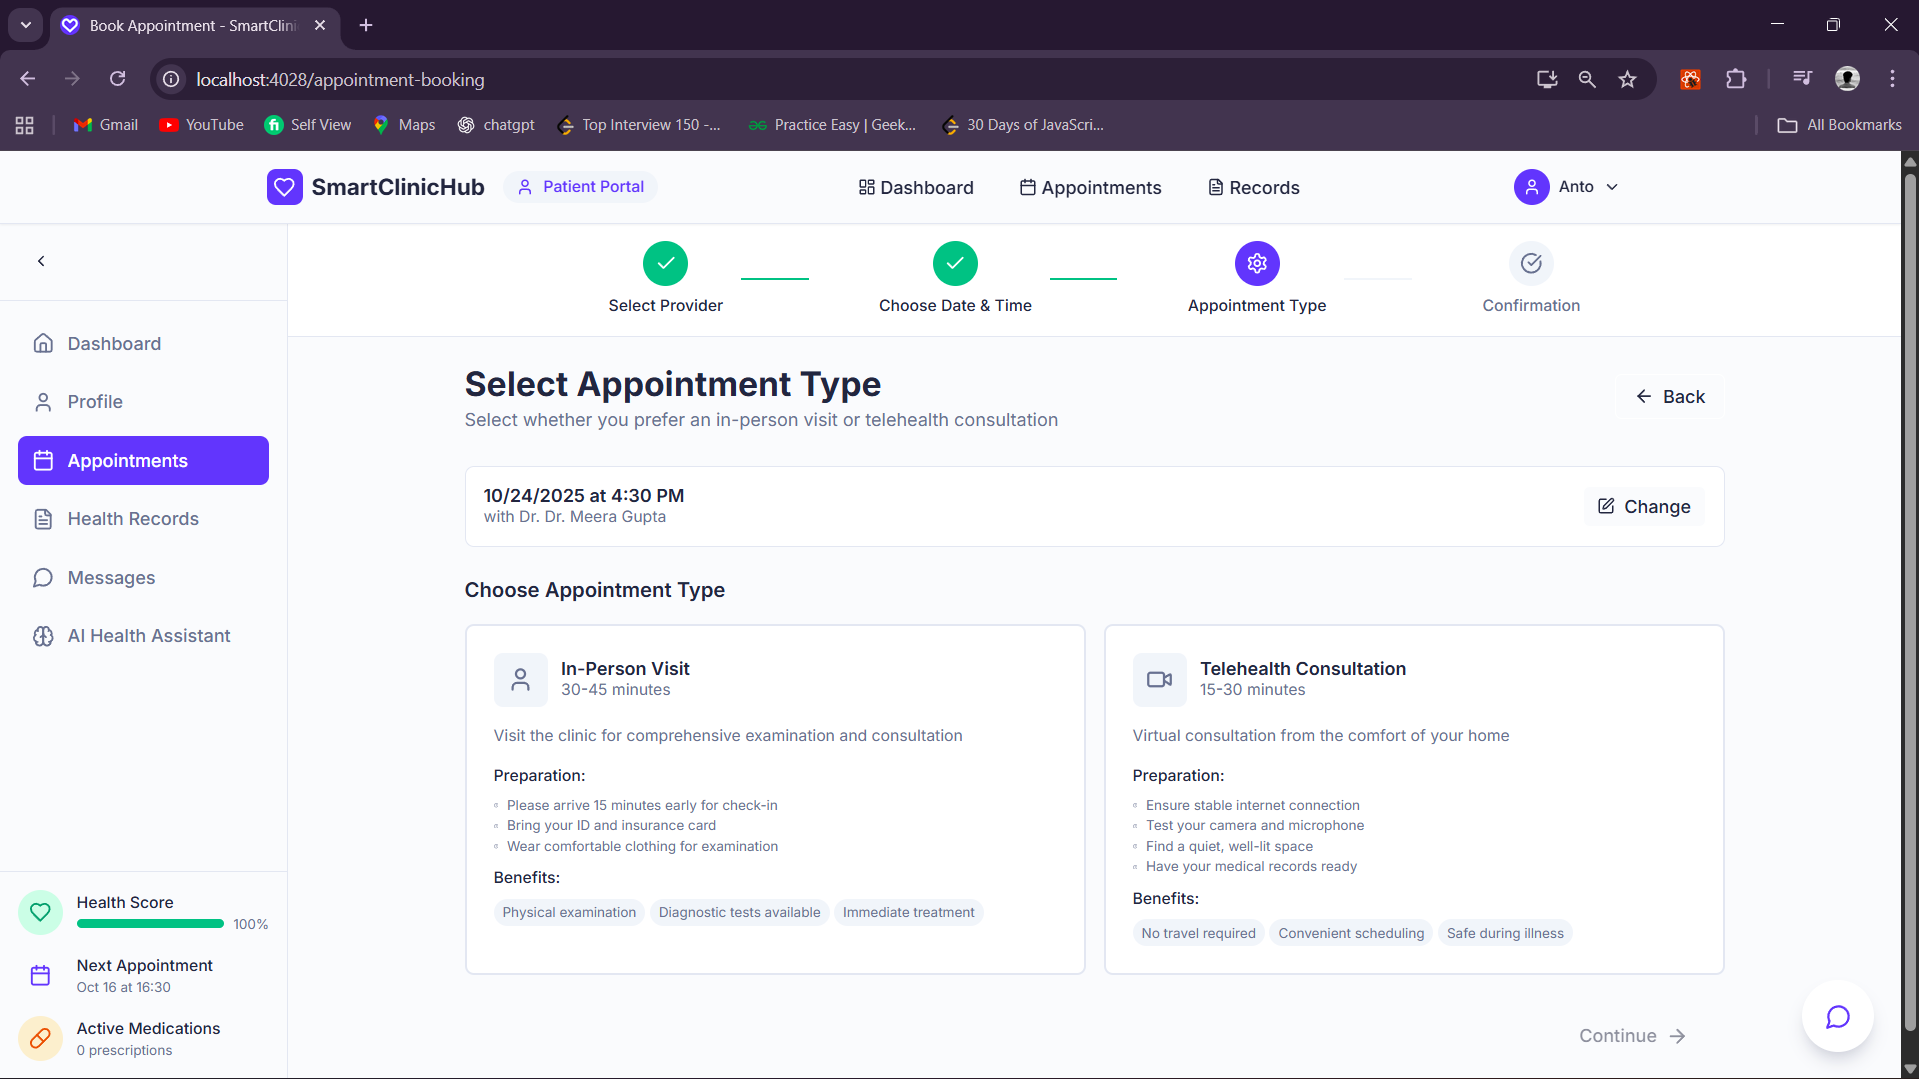 Book Appointment - SmartClini
localhost:4028/appointment-booking
Gmail
YouTube
Self View
Maps
chatgpt
Top Interview 150 -...
Practice Easy | Geek...
30 Days of JavaScri...
All Bookmarks
SmartClinicHub
Patient Portal
Dashboard
Appointments
Records
Anto
Select Provider
Choose Date & Time
Appointment Type
Confirmation
Dashboard
Profile
Appointments
Health Records
Messages
AI Health Assistant
Health Score
100%
Next Appointment
Oct 16 at 16:30
Active Medications
0 prescriptions
Select Appointment Type
Select whether you prefer an in-person visit or telehealth consultation
Back
10/24/2025 at 4:30 PM
with Dr. Dr. Meera Gupta
Change
Choose Appointment Type
In-Person Visit
30-45 minutes
Visit the clinic for comprehensive examination and consultation
Preparation:
Please arrive 15 minutes early for check-in
Bring your ID and insurance card
Wear comfortable clothing for examination
Benefits:
Physical examination
Diagnostic tests available
Immediate treatment
Telehealth Consultation
15-30 minutes
Virtual consultation from the comfort of your home
Preparation:
Ensure stable internet connection
Test your camera and microphone
Find a quiet, well-lit space
Have your medical records ready
Benefits:
No travel required
Convenient scheduling
Safe during illness
Continue